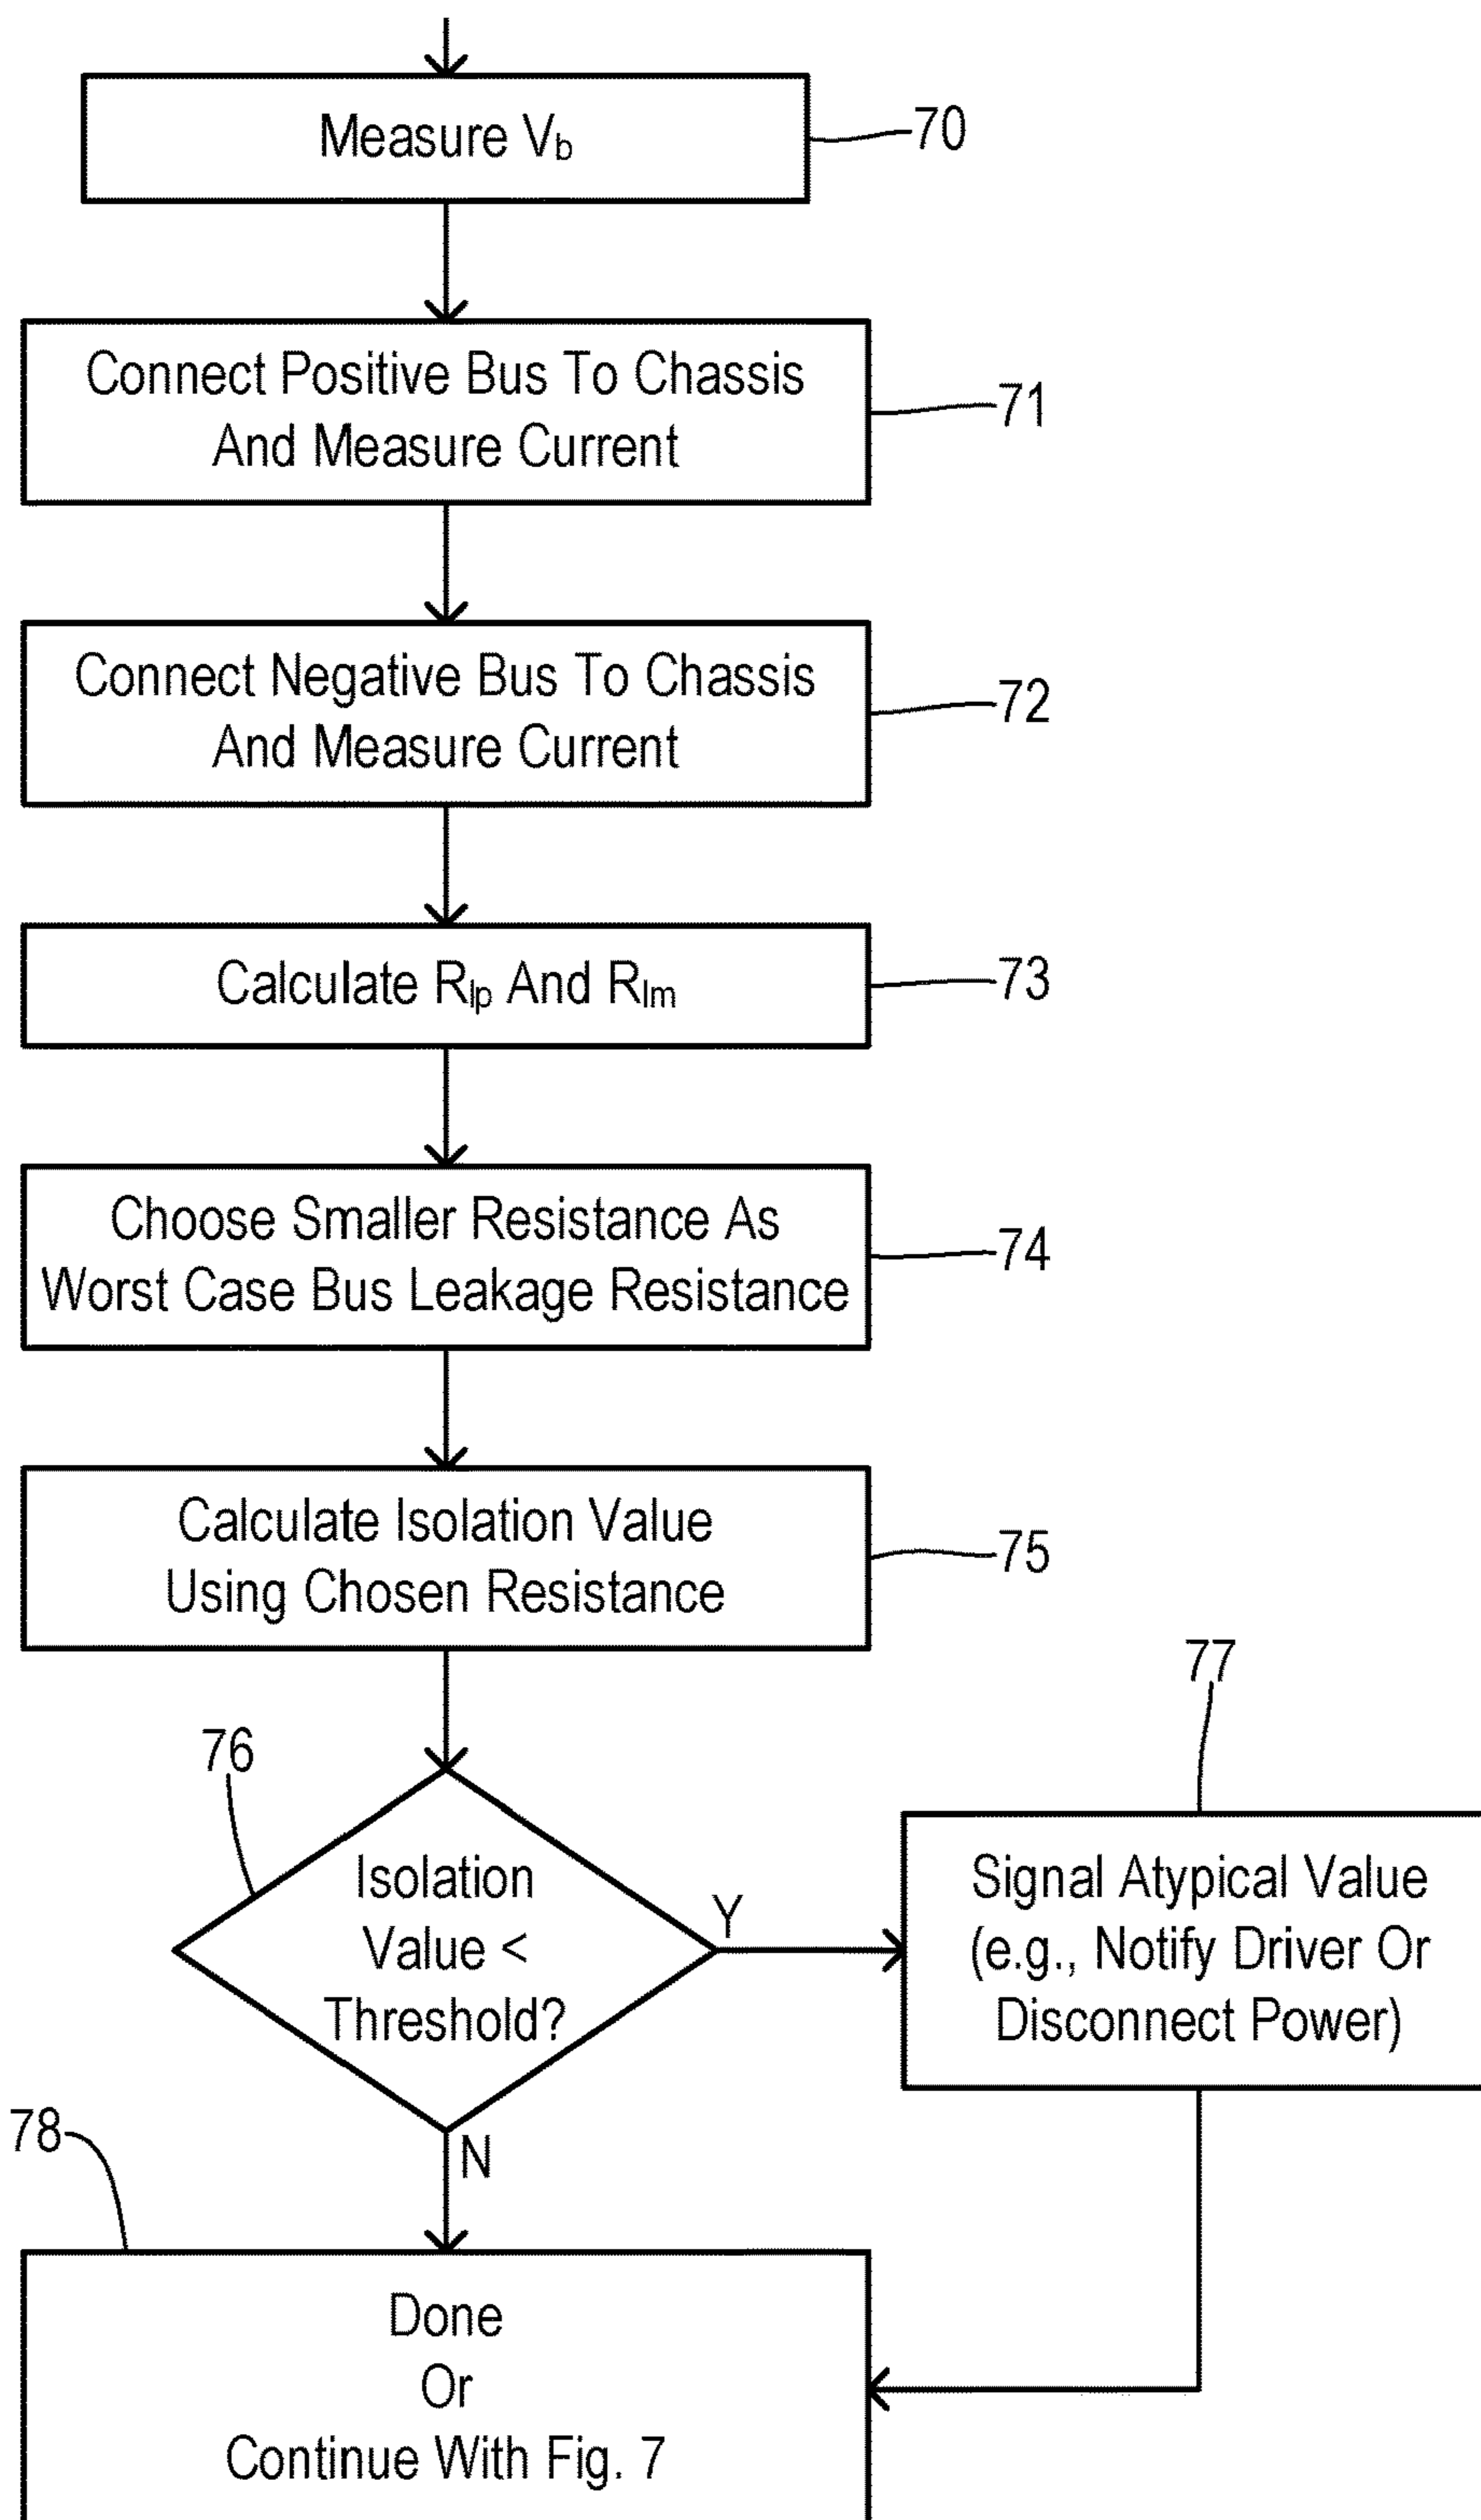 Measure Vb
70
Connect Positive Bus To Chassis
And Measure Current
71
Connect Negative Bus To Chassis
And Measure Current
72
Calculate Rlp And Rlm
73
Choose Smaller Resistance As
Worst Case Bus Leakage Resistance
74
Calculate Isolation Value
Using Chosen Resistance
75
76
Isolation
Value <
Threshold?
Y
N
77
Signal Atypical Value
(e.g., Notify Driver Or
Disconnect Power)
78
Done
Or
Continue With Fig. 7